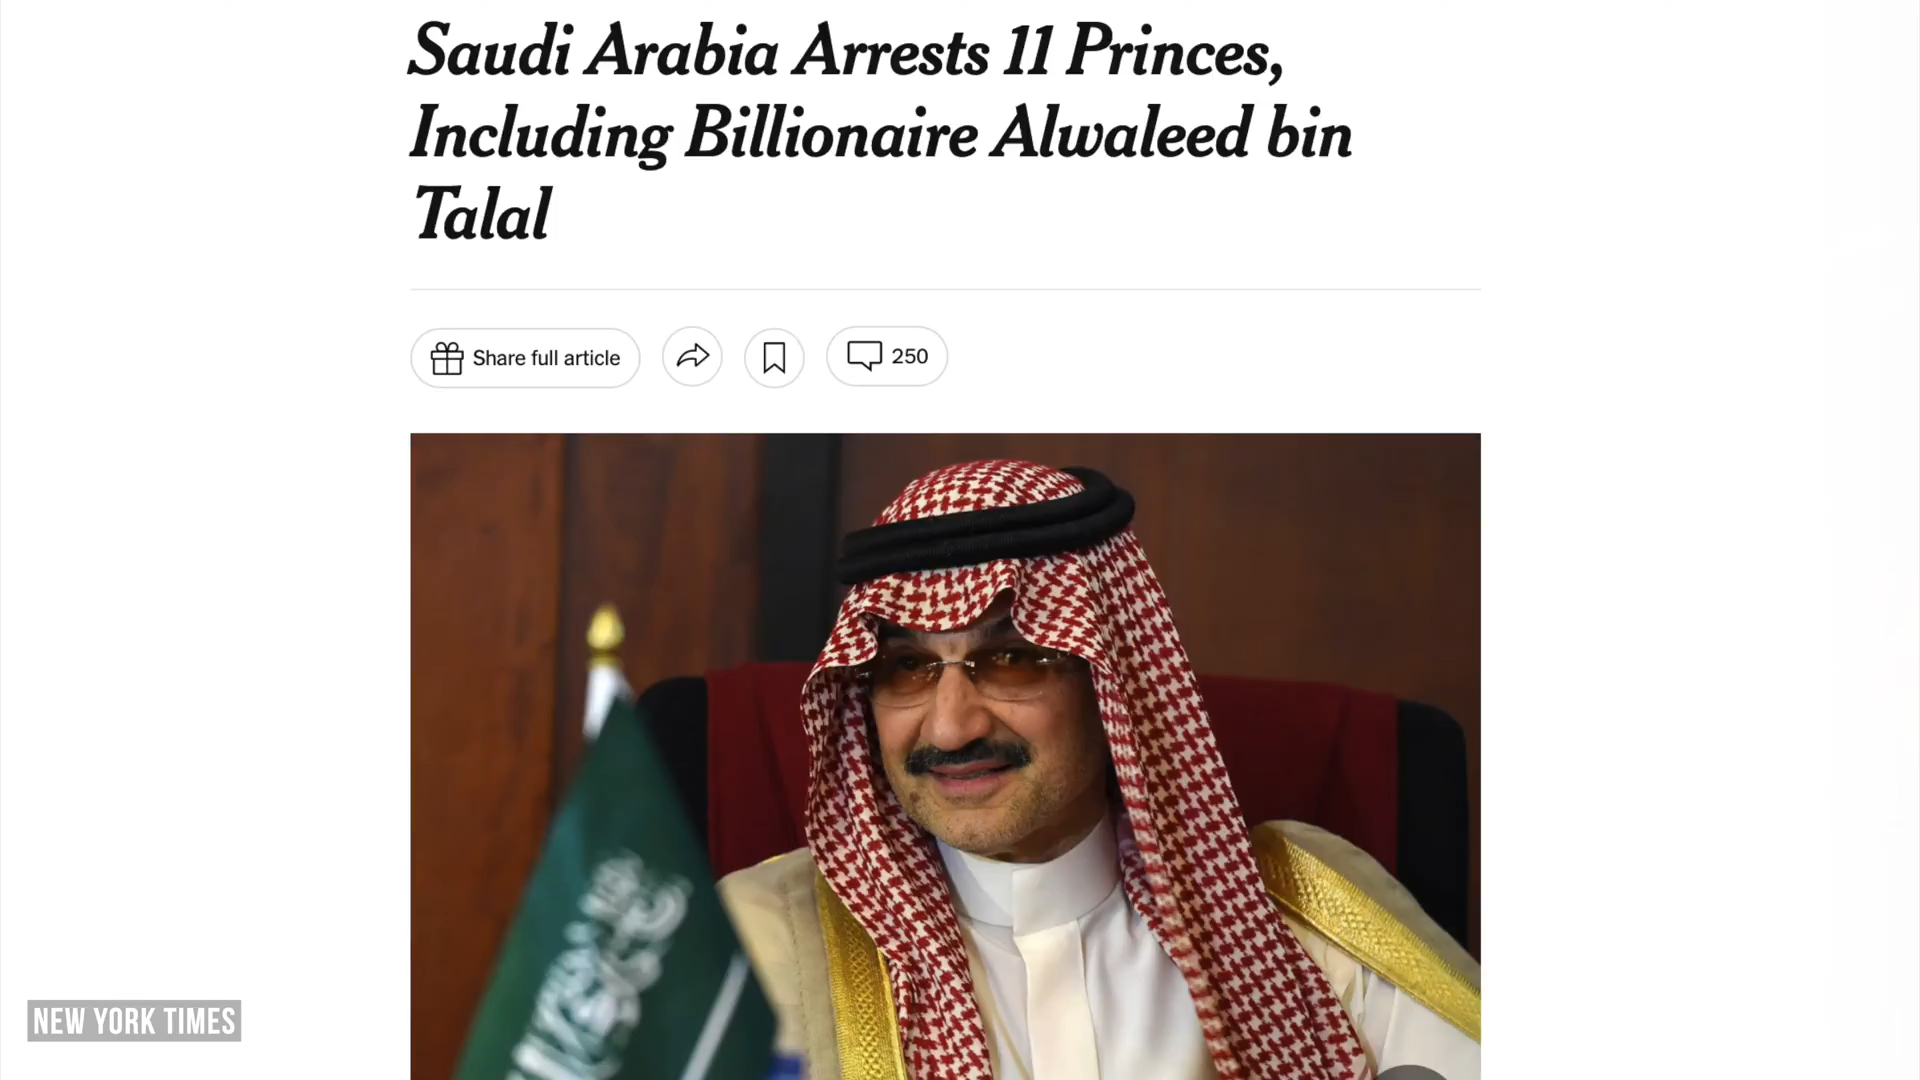 Saudi Arabia Arrests 11 Princes,
Including Billionaire Alwaleed bin
Talal
Share full article
250
NEW YORK TIMES